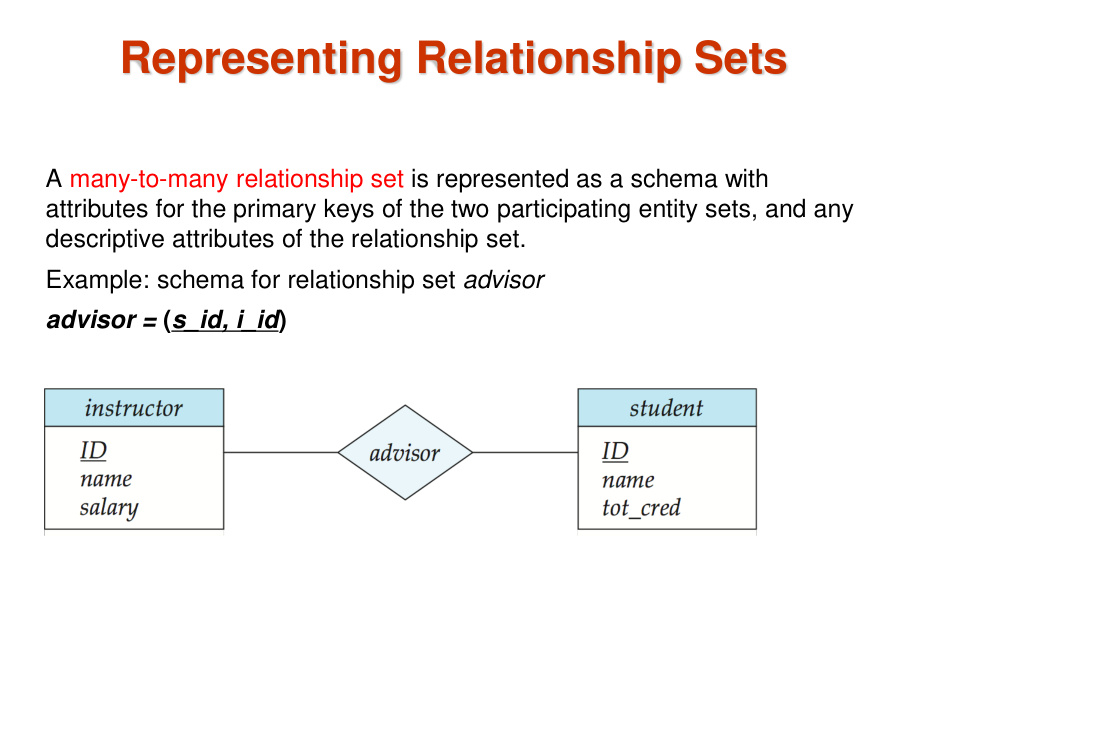 Representing Relationship Sets
A many-to-many relationship set is represented as a schema with
attributes for the primary keys of the two participating entity sets, and any
descriptive attributes of the relationship set.
Example: schema for relationship set advisor
advisor = (s_id, i_id)
instructor
ID
name
salary
advisor
student
ID
name
tot_cred